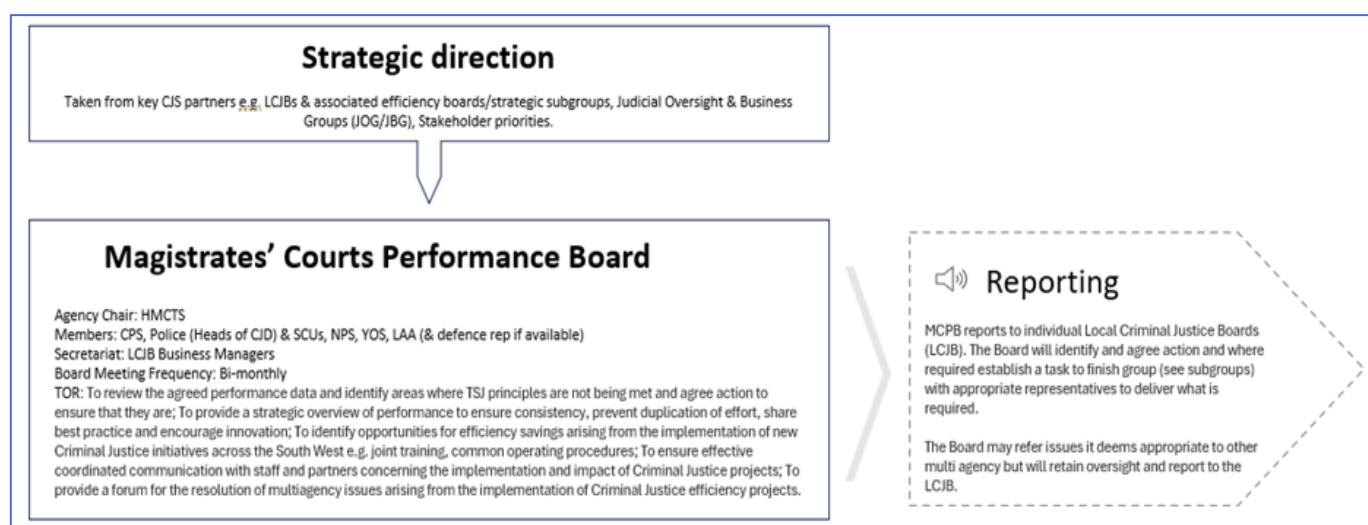 Strategic direction
Taken from key CJS partners e.g. LCJBs & associated efficiency boards/strategic subgroups, Judicial Oversight & Business
Groups (JOG/JBG), Stakeholder priorities.
Magistrates’ Courts Performance Board
Agency Chair: HMCTS
Members: CPS, Police (Heads of CJD) & SCUs, NPS, YOS, LAA (& defence rep if available)
Secretariat: LCJB Business Managers
Board Meeting Frequency: Bi-monthly
TOR: To review the agreed performance data and identify areas where TSJ principles are not being met and agree action to
ensure that they are; To provide a strategic overview of performance to ensure consistency, prevent duplication of effort, share
best practice and encourage innovation; To identify opportunities for efficiency savings arising from the implementation of new
Criminal Justice initiatives across the South West e.g. joint training, common operating procedures; To ensure effective
coordinated communication with staff and partners concerning the implementation and impact of Criminal Justice projects; To
provide a forum for the resolution of multiagency issues arising from the implementation of Criminal Justice efficiency projects.
Reporting
MCPB reports to individual Local Criminal Justice Boards
(LCJB). The Board will identify and agree action and where
required establish a task to finish group (see subgroups)
with appropriate representatives to deliver what is
required.
The Board may refer issues it deems appropriate to other
multi agency but will retain oversight and report to the
LCJB.